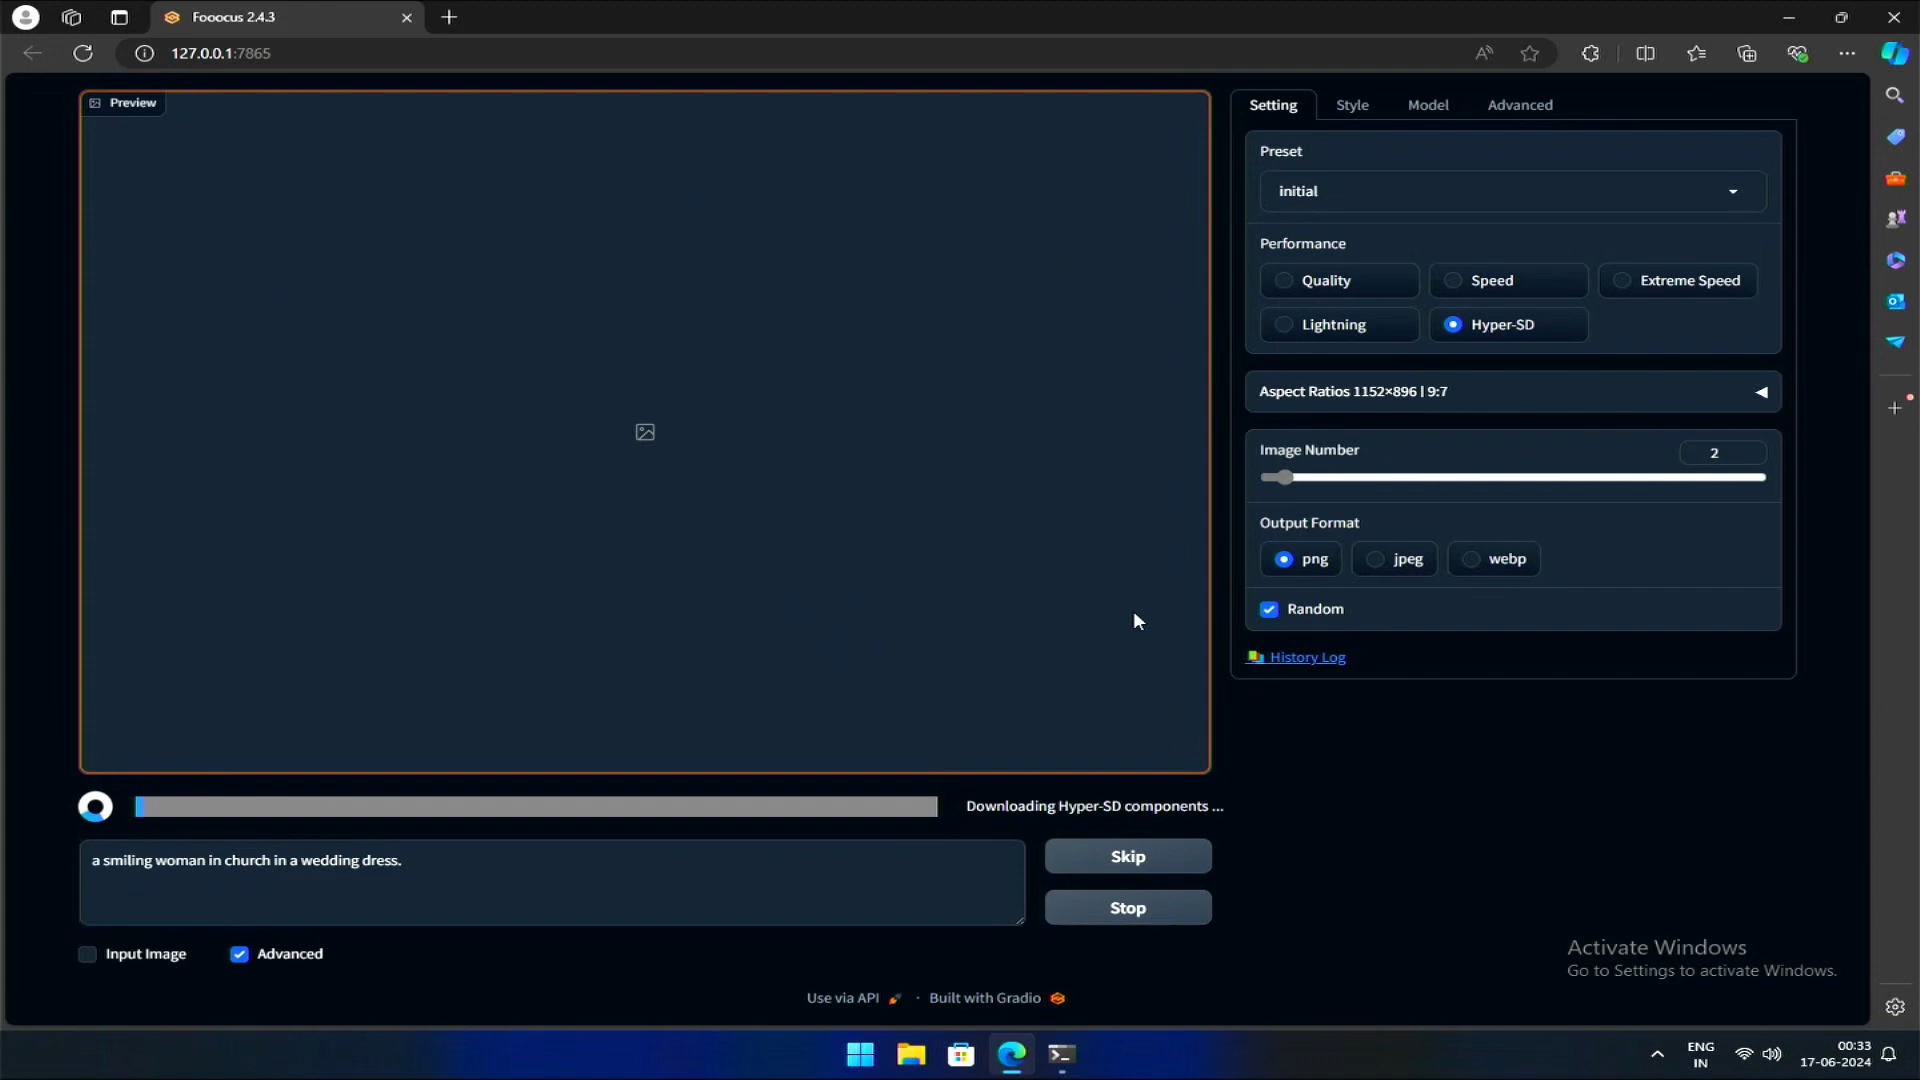 Fooocus 2.4.3
127.0.0.1:7865
Preview
Setting Style Model Advanced
Preset
initial
Performance
Quality Speed Extreme Speed
Lightning Hyper-SD
Aspect Ratios 1152×896 | 9:7
Image Number 2
Output Format
png jpeg webp
Random
History Log
Downloading Hyper-SD components ...
a smiling woman in church in a wedding dress.
Skip
Stop
Input Image Advanced
Activate Windows
Go to Settings to activate Windows.
Use via API · Built with Gradio
ENG
IN
00:33
17-06-2024